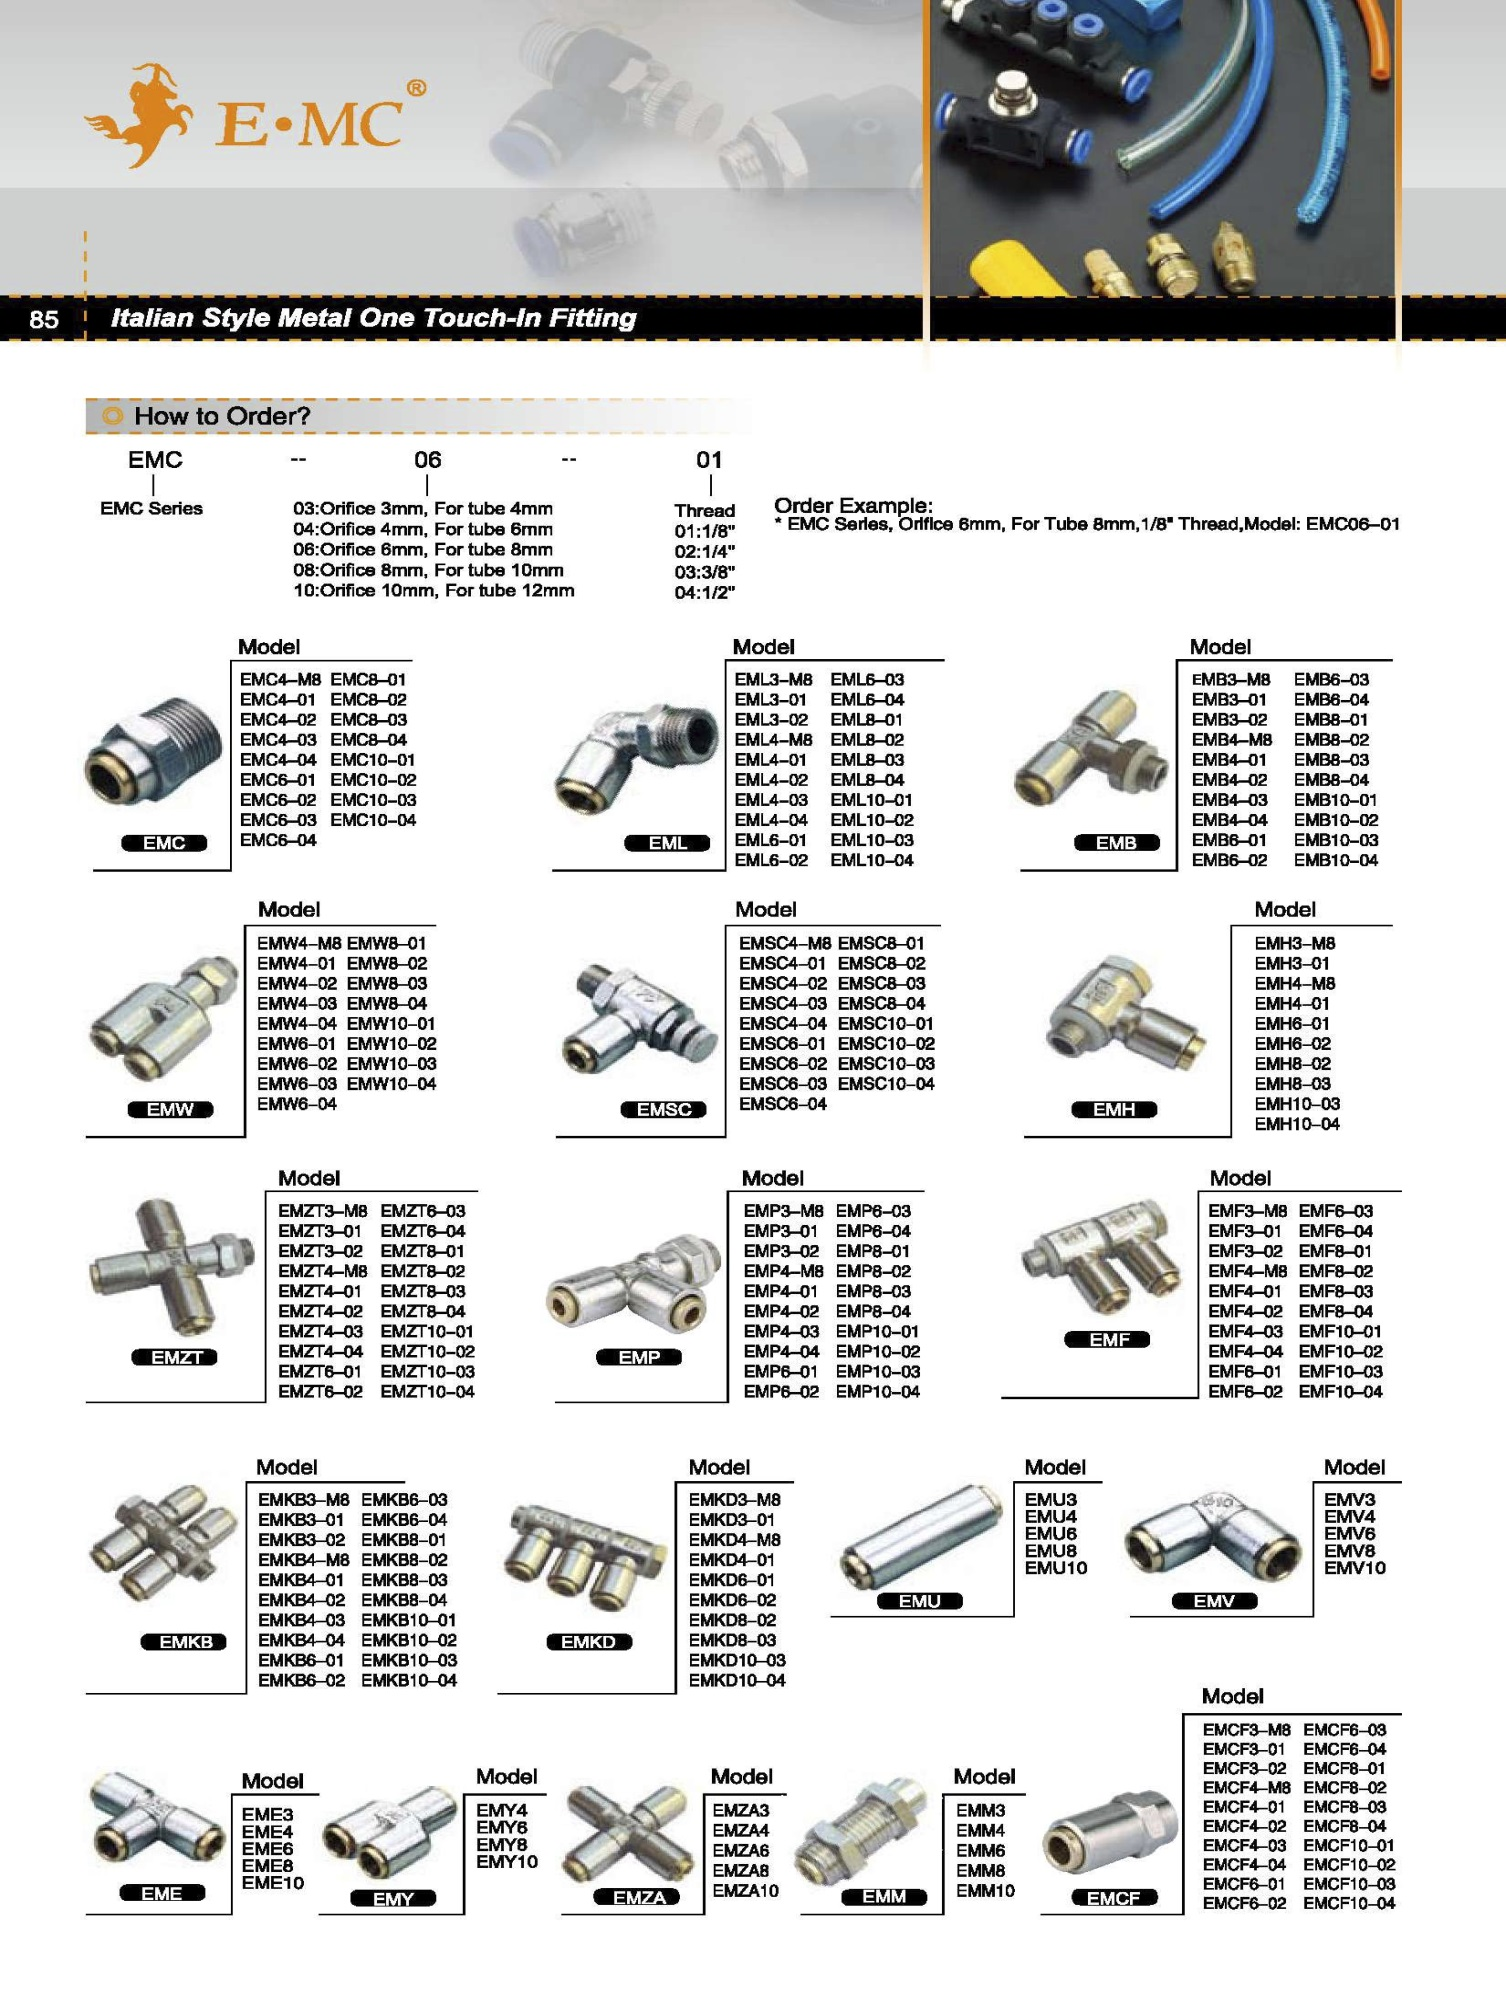 E•MC®
85 Italian Style Metal One Touch-In Fitting
How to Order?
EMC -- 06 -- 01
EMC Series
03:Orifice 3mm, For tube 4mm
04:Orifice 4mm, For tube 6mm
06:Orifice 6mm, For tube 8mm
08:Orifice 8mm, For tube 10mm
10:Orifice 10mm, For tube 12mm
Thread
01:1/8"
02:1/4"
03:3/8"
04:1/2"
Order Example:
* EMC Series, Orifice 6mm, For Tube 8mm,1/8" Thread,Model: EMC06-01
Model
EMC4-M8 EMC8-01
EMC4-01 EMC8-02
EMC4-02 EMC8-03
EMC4-03 EMC8-04
EMC4-04 EMC10-01
EMC6-01 EMC10-02
EMC6-02 EMC10-03
EMC6-03 EMC10-04
EMC6-04
EMC
Model
EML3-M8 EML6-03
EML3-01 EML6-04
EML3-02 EML8-01
EML4-M8 EML8-02
EML4-01 EML8-03
EML4-02 EML8-04
EML4-03 EML10-01
EML4-04 EML10-02
EML6-01 EML10-03
EML6-02 EML10-04
EML
Model
EMB3-M8 EMB6-03
EMB3-01 EMB6-04
EMB3-02 EMB8-01
EMB4-M8 EMB8-02
EMB4-01 EMB8-03
EMB4-02 EMB8-04
EMB4-03 EMB10-01
EMB4-04 EMB10-02
EMB6-01 EMB10-03
EMB6-02 EMB10-04
EMB
Model
EMW4-M8 EMW8-01
EMW4-01 EMW8-02
EMW4-02 EMW8-03
EMW4-03 EMW8-04
EMW4-04 EMW10-01
EMW6-01 EMW10-02
EMW6-02 EMW10-03
EMW6-03 EMW10-04
EMW6-04
EMW
Model
EMSC4-M8 EMSC8-01
EMSC4-01 EMSC8-02
EMSC4-02 EMSC8-03
EMSC4-03 EMSC8-04
EMSC4-04 EMSC10-01
EMSC6-01 EMSC10-02
EMSC6-02 EMSC10-03
EMSC6-03 EMSC10-04
EMSC6-04
EMSC
Model
EMH3-M8
EMH3-01
EMH4-M8
EMH4-01
EMH6-01
EMH6-02
EMH8-02
EMH8-03
EMH10-03
EMH10-04
EMH
Model
EMZT3-M8 EMZT6-03
EMZT3-01 EMZT6-04
EMZT3-02 EMZT8-01
EMZT4-M8 EMZT8-02
EMZT4-01 EMZT8-03
EMZT4-02 EMZT8-04
EMZT4-03 EMZT10-01
EMZT4-04 EMZT10-02
EMZT6-01 EMZT10-03
EMZT6-02 EMZT10-04
EMZT
Model
EMP3-M8 EMP6-03
EMP3-01 EMP6-04
EMP3-02 EMP8-01
EMP4-M8 EMP8-02
EMP4-01 EMP8-03
EMP4-02 EMP8-04
EMP4-03 EMP10-01
EMP4-04 EMP10-02
EMP6-01 EMP10-03
EMP6-02 EMP10-04
EMP
Model
EMF3-M8 EMF6-03
EMF3-01 EMF6-04
EMF3-02 EMF8-01
EMF4-M8 EMF8-02
EMF4-01 EMF8-03
EMF4-02 EMF8-04
EMF4-03 EMF10-01
EMF4-04 EMF10-02
EMF6-01 EMF10-03
EMF6-02 EMF10-04
EMF
Model
EMKB3-M8 EMKB6-03
EMKB3-01 EMKB6-04
EMKB3-02 EMKB8-01
EMKB4-M8 EMKB8-02
EMKB4-01 EMKB8-03
EMKB4-02 EMKB8-04
EMKB4-03 EMKB10-01
EMKB4-04 EMKB10-02
EMKB6-01 EMKB10-03
EMKB6-02 EMKB10-04
EMKB
Model
EMKD3-M8
EMKD3-01
EMKD4-M8
EMKD4-01
EMKD6-01
EMKD6-02
EMKD8-02
EMKD8-03
EMKD10-03
EMKD10-04
EMKD
Model
EMU3
EMU4
EMU6
EMU8
EMU10
EMU
Model
EMV3
EMV4
EMV6
EMV8
EMV10
EMV
Model
EME3
EME4
EME6
EME8
EME10
EME
Model
EMY4
EMY6
EMY8
EMY10
EMY
Model
EMZA3
EMZA4
EMZA6
EMZA8
EMZA10
EMZA
Model
EMM3
EMM4
EMM6
EMM8
EMM10
EMM
Model
EMCF3-M8 EMCF6-03
EMCF3-01 EMCF6-04
EMCF3-02 EMCF8-01
EMCF4-M8 EMCF8-02
EMCF4-01 EMCF8-03
EMCF4-02 EMCF8-04
EMCF4-03 EMCF10-01
EMCF4-04 EMCF10-02
EMCF6-01 EMCF10-03
EMCF6-02 EMCF10-04
EMCF